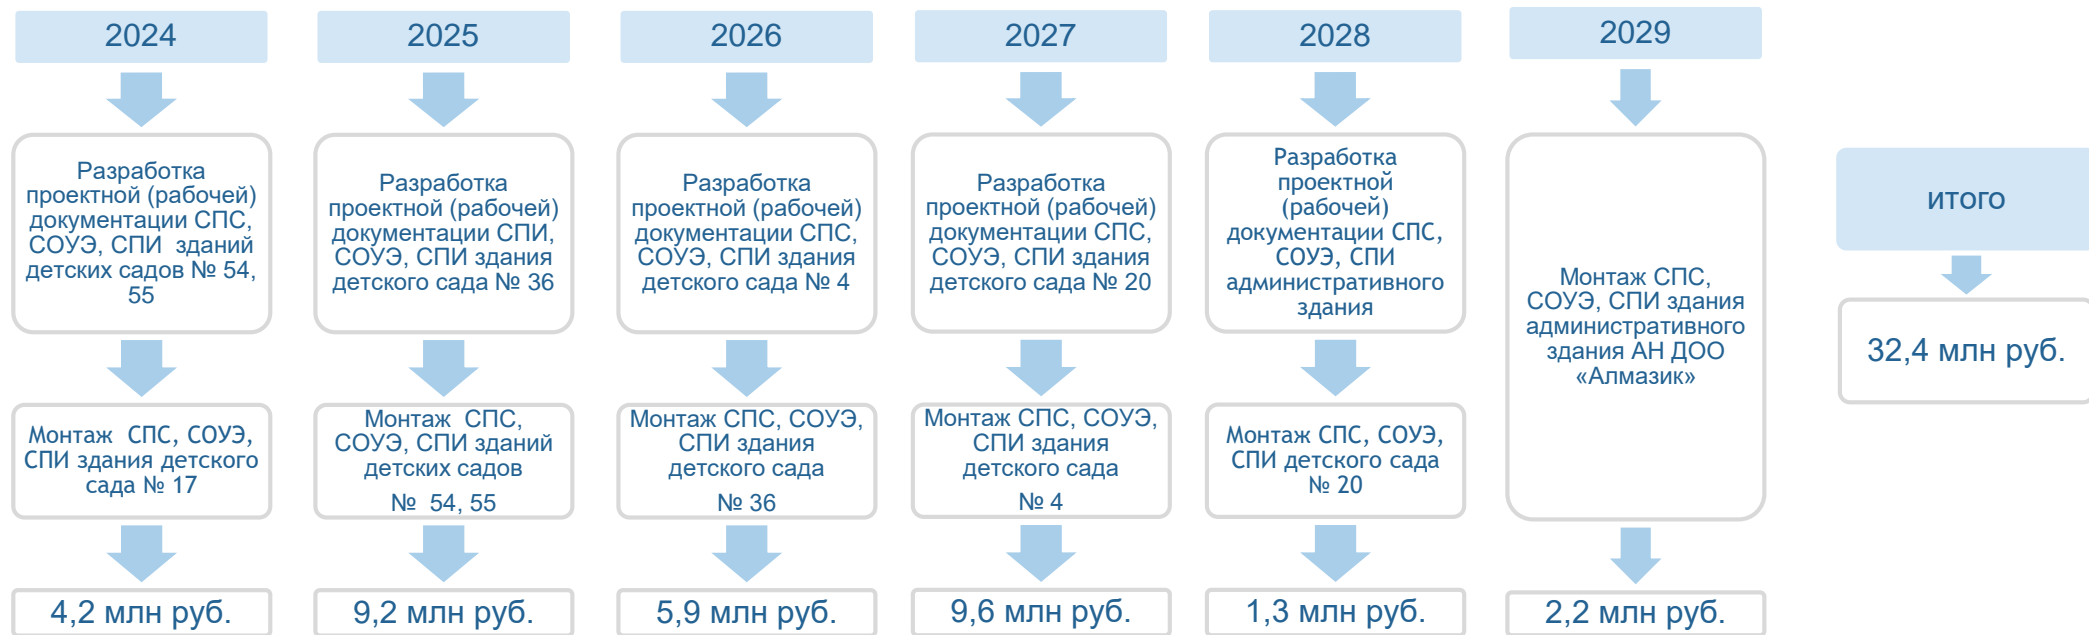 2024
Разработка
проектной (рабочей)
документации СПС,
СОУЭ, СПИ зданий
детских садов № 54,
55
Монтаж СПС, СОУЭ,
СПИ здания детского
сада № 17
4,2 млн руб.
2025
Разработка
проектной (рабочей)
документации СПИ,
СОУЭ, СПИ здания
детского сада № 36
Монтаж СПС,
СОУЭ, СПИ зданий
детских садов
№ 54, 55
9,2 млн руб.
2026
Разработка
проектной (рабочей)
документации СПС,
СОУЭ, СПИ здания
детского сада № 4
Монтаж СПС, СОУЭ,
СПИ здания
детского сада
№ 36
5,9 млн руб.
2027
Разработка
проектной (рабочей)
документации СПС,
СОУЭ, СПИ здания
детского сада № 20
Монтаж СПС, СОУЭ,
СПИ здания
детского сада
№ 4
9,6 млн руб.
2028
Разработка
проектной
(рабочей)
документации СПС,
СОУЭ, СПИ
административного
здания
Монтаж СПС, СОУЭ,
СПИ детского сада
№ 20
1,3 млн руб.
2029
Монтаж СПС,
СОУЭ, СПИ здания
административного
здания АН ДОО
«Алмазик»
2,2 млн руб.
итого
32,4 млн руб.